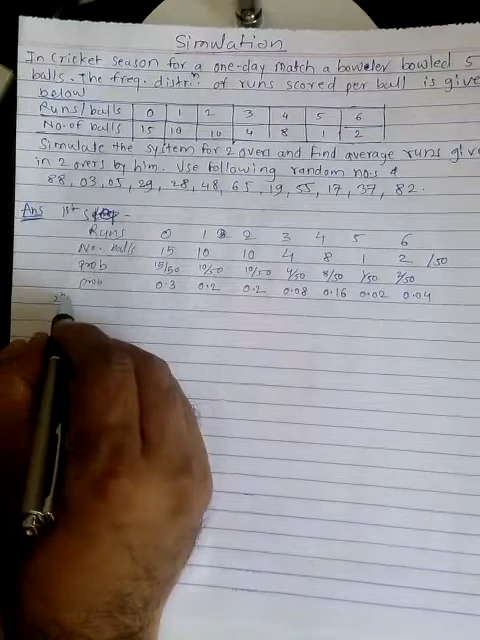 Simulation
In cricket season for a one-day match a bowler bowled 5
balls. The freq. distriⁿ of runs scored per ball is give
below
Runs/balls 0 1 2 3 4 5 6
No. of balls 15 10 10 4 8 1 2
Simulate the system for 2 overs and find average runs give
in 2 overs by him. Use following random no.s
88, 03, 05, 29, 28, 48, 65, 19, 55, 17, 37, 82.
Ans 1st step -
Runs 0 1 2 3 4 5 6
No. balls 15 10 10 4 8 1 2 /50
prob 15/50 10/50 10/50 4/50 8/50 1/50 2/50
prob 0.3 0.2 0.2 0.08 0.16 0.02 0.04